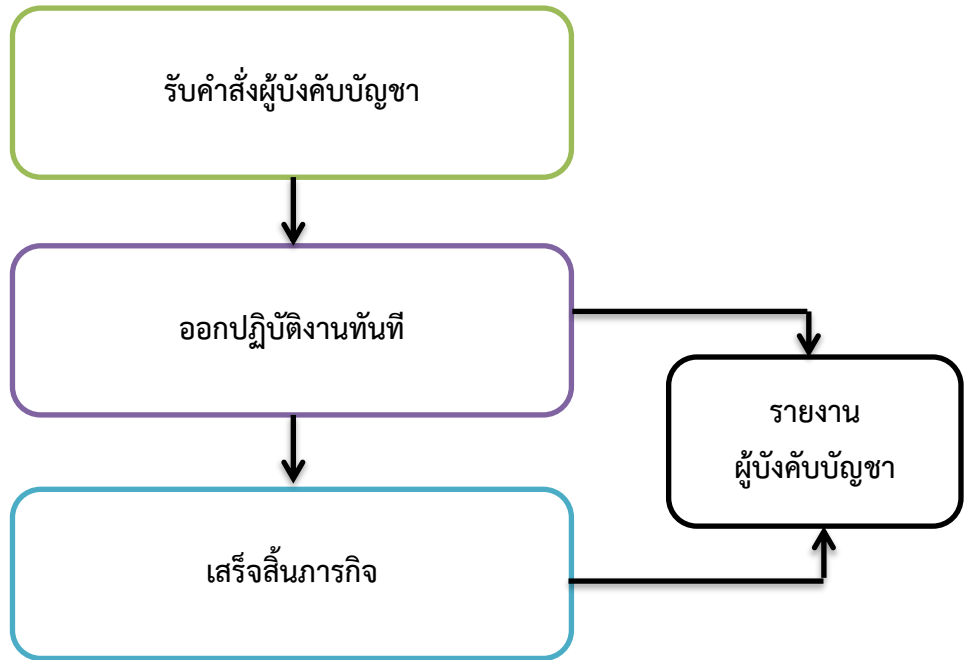 รับคำสั่งผู้บังคับบัญชา
ออกปฏิบัติงานทันที
รายงาน
ผู้บังคับบัญชา
เสร็จสิ้นภารกิจ